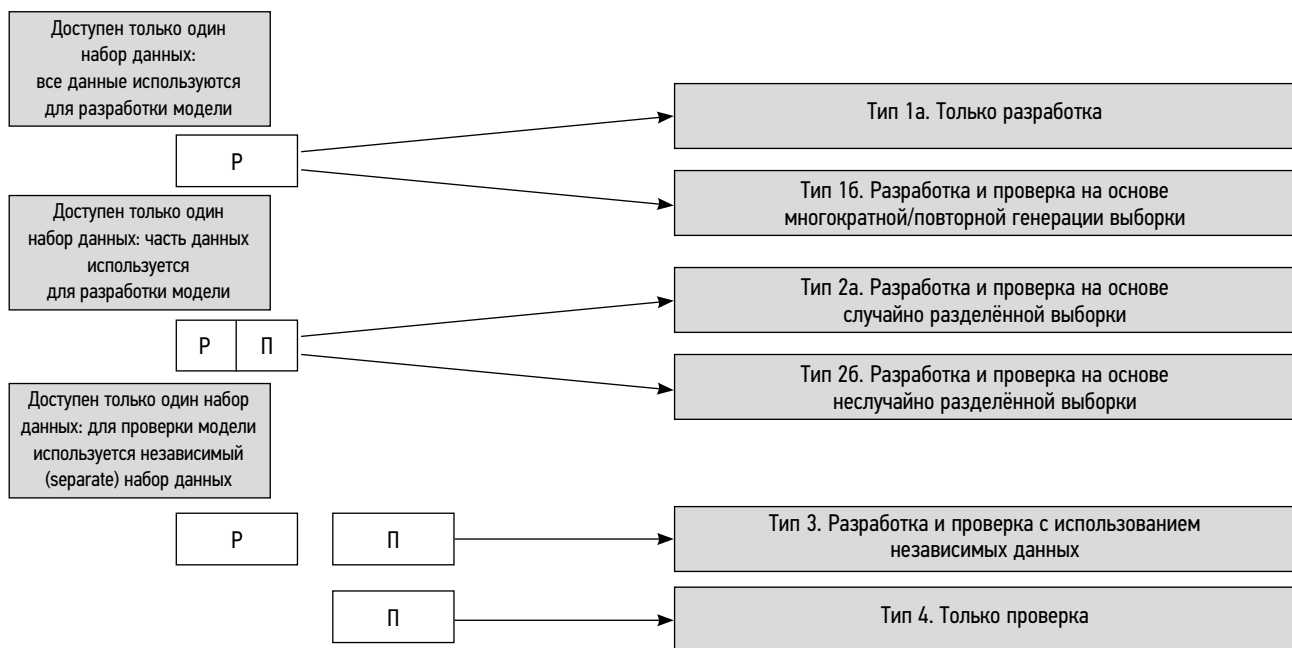 Доступен только один
набор данных:
все данные используются
для разработки модели
Р
Тип 1а. Только разработка
Тип 1б. Разработка и проверка на основе
многократной/повторной генерации выборки
Доступен только один
набор данных: часть данных
используется
для разработки модели
Р
П
Тип 2а. Разработка и проверка на основе
случайно разделённой выборки
Тип 2б. Разработка и проверка на основе
неслучайно разделённой выборки
Доступен только один набор
данных: для проверки модели
используется независимый
(separate) набор данных
Р
П
Тип 3. Разработка и проверка с использованием
независимых данных
П
Тип 4. Только проверка